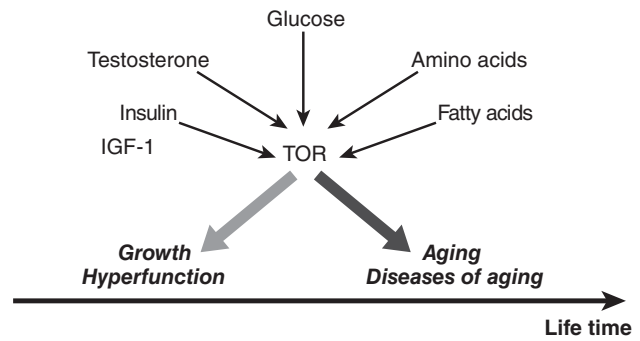 Glucose
Testosterone
Amino acids
Insulin
Fatty acids
IGF-1
TOR
Growth
Hyperfunction
Aging
Diseases of aging
Life time